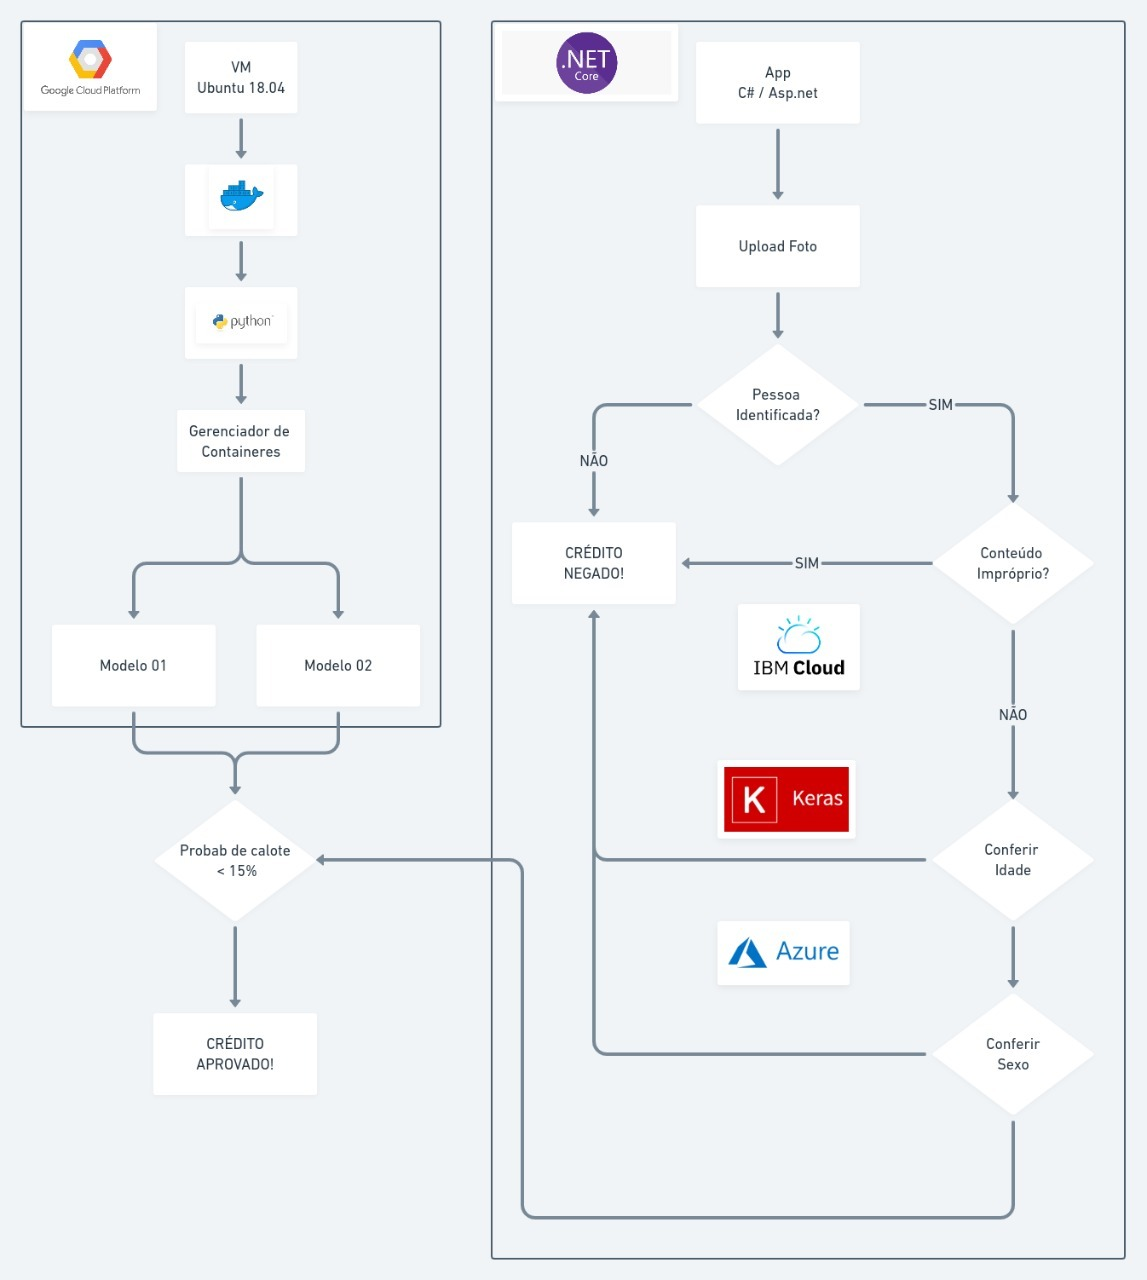 Google Cloud Platform
VM
Ubuntu 18.04
python
Gerenciador de
Containeres
Modelo 01
Modelo 02
Probab de calote
< 15%
CRÉDITO
APROVADO!
.NET
Core
App
C# / Asp.net
Upload Foto
Pessoa
Identificada?
NÃO
SIM
CRÉDITO
NEGADO!
SIM
Conteúdo
Impróprio?
IBM Cloud
NÃO
K Keras
Conferir
Idade
Azure
Conferir
Sexo